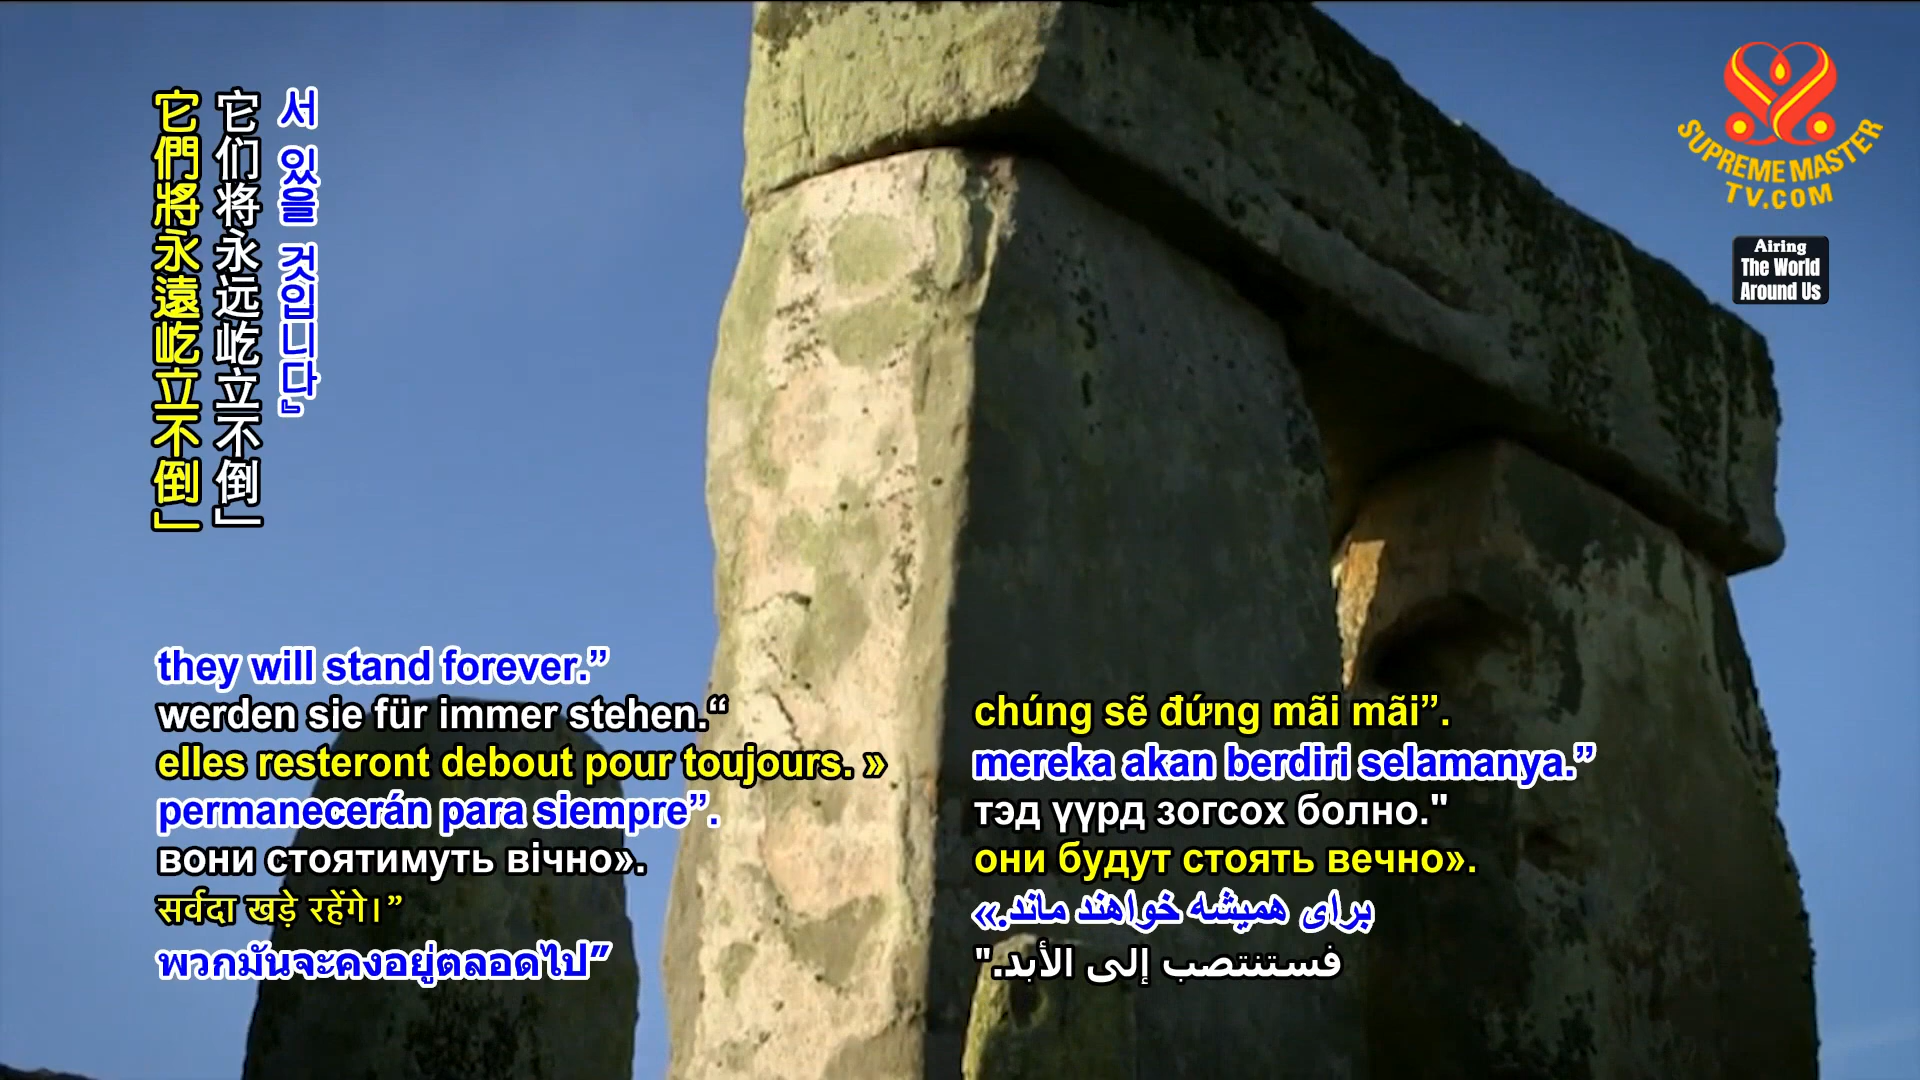 서 있을 것입니다』
它们将永远屹立不倒」
它們將永遠屹立不倒」
SUPREME MASTER
TV.COM
Airing
The World
Around Us
they will stand forever.”
werden sie für immer stehen.“
elles resteront debout pour toujours. »
permanecerán para siempre”.
вони стоятимуть вічно».
सर्वदा खड़े रहेंगे।”
พวกมันจะคงอยู่ตลอดไป”
chúng sẽ đứng mãi mãi”.
mereka akan berdiri selamanya.”
тэд үүрд зогсох болно."
они будут стоять вечно».
برای همیشه خواهند ماند.»
فستنتصب إلى الأبد."